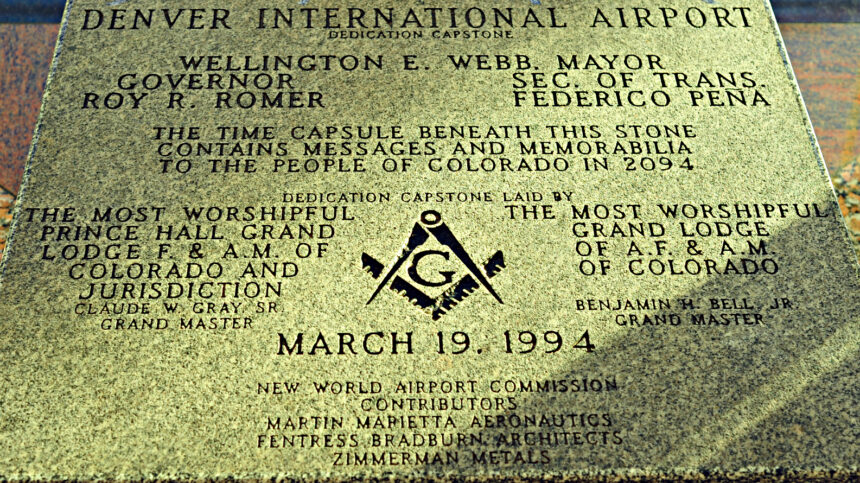 DENVER INTERNATIONAL AIRPORT
DEDICATION CAPSTONE
WELLINGTON E. WEBB. MAYOR
GOVERNOR
ROY R. ROMER
SEC. OF TRANS.
FEDERICO PEÑA
THE TIME CAPSULE BENEATH THIS STONE
CONTAINS MESSAGES AND MEMORABILIA
TO THE PEOPLE OF COLORADO IN 2094
DEDICATION CAPSTONE LAID BY
THE MOST WORSHIPFUL
PRINCE HALL GRAND
LODGE F. & A.M. OF
COLORADO AND
JURISDICTION
CLAUDE W. GRAY, SR.
GRAND MASTER
G
THE MOST WORSHIPFUL
GRAND LODGE
OF A.F. & A.M.
OF COLORADO
BENJAMIN H. BELL, JR.
GRAND MASTER
MARCH 19, 1994
NEW WORLD AIRPORT COMMISSION
CONTRIBUTORS
MARTIN MARIETTA AERONAUTICS
FENTRESS BRADBURN ARCHITECTS
ZIMMERMAN METALS